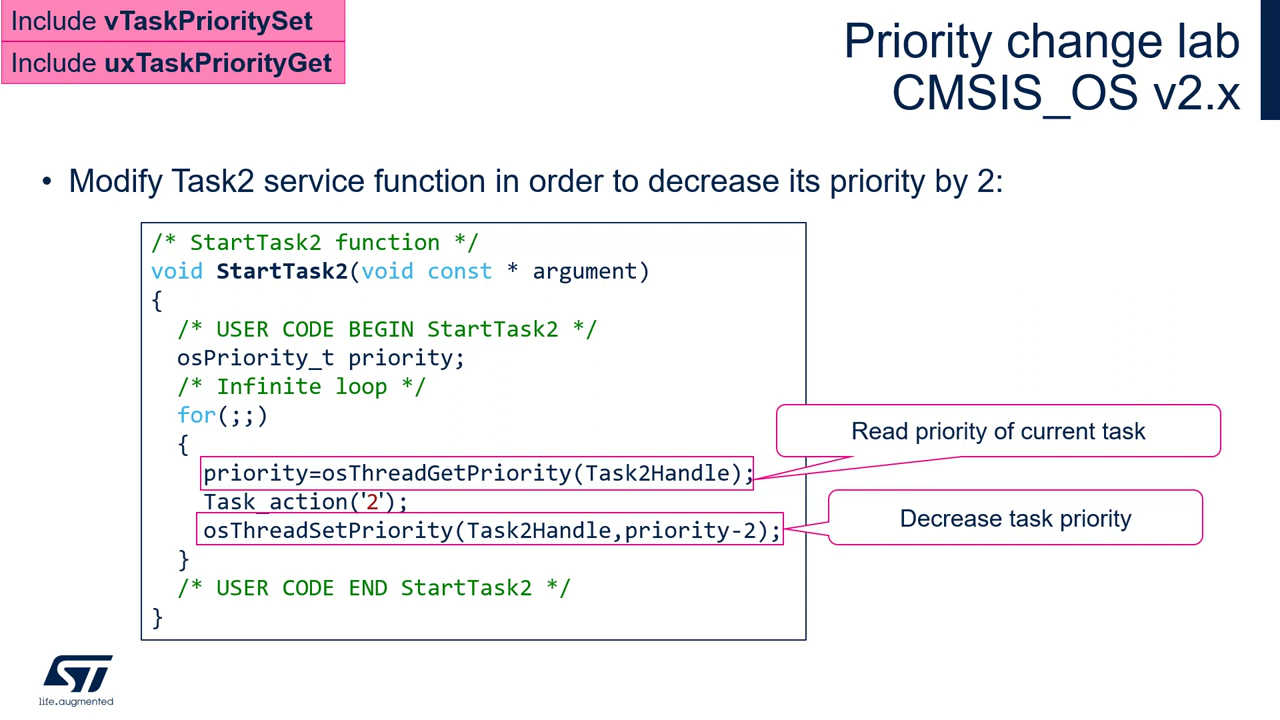 Include vTaskPrioritySet
Include uxTaskPriorityGet
Priority change lab
CMSIS_OS v2.x
• Modify Task2 service function in order to decrease its priority by 2:
/* StartTask2 function */
void StartTask2(void const * argument)
{
/* USER CODE BEGIN StartTask2 */
osPriority_t priority;
/* Infinite loop */
for(;;)
{
priority=osThreadGetPriority(Task2Handle);
Task_action('2');
osThreadSetPriority(Task2Handle,priority-2);
}
/* USER CODE END StartTask2 */
}
Read priority of current task
Decrease task priority
ST
life.augmented